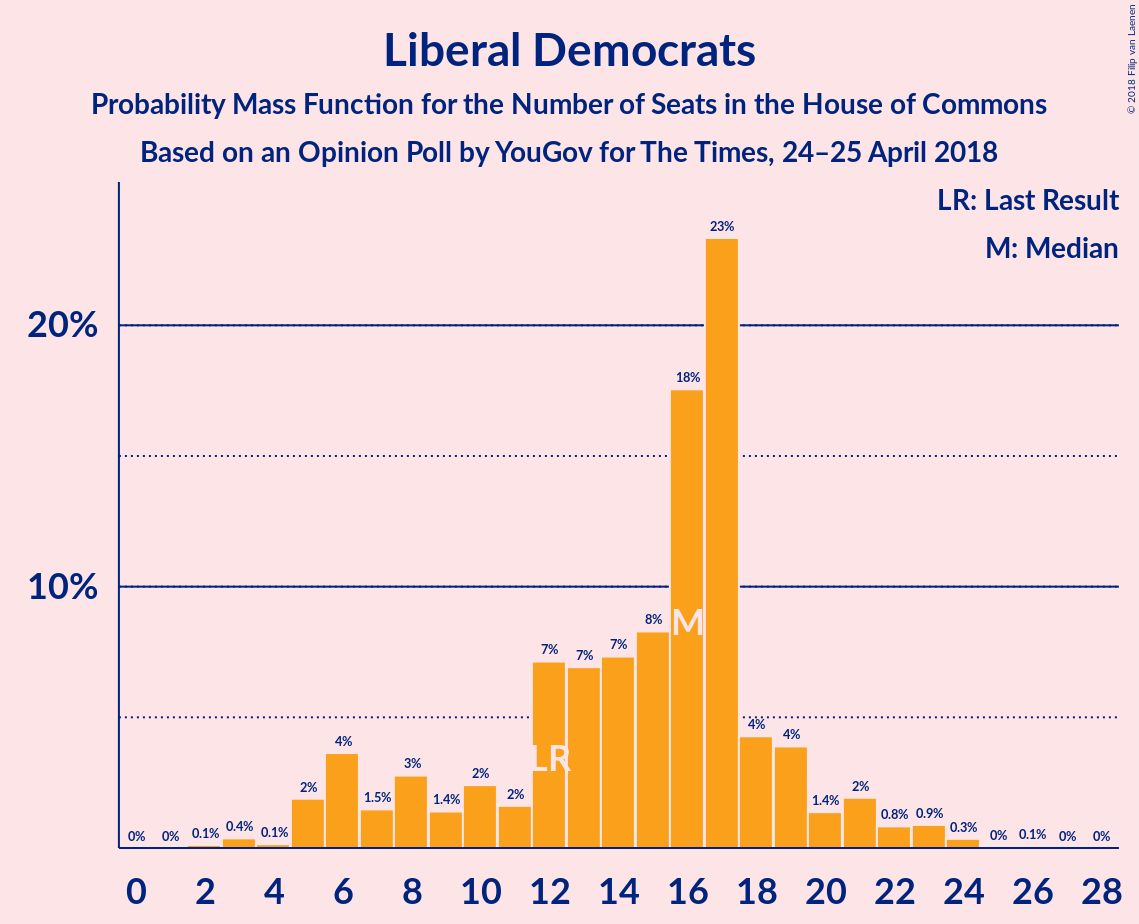 © 2018 Filip van Laenen
Liberal Democrats
Probability Mass Function for the Number of Seats in the House of Commons
Based on an Opinion Poll by YouGov for The Times, 24–25 April 2018
LR: Last Result
M: Median
20%
10%
0% 0% 0.1% 0.4% 0.1% 2% 4% 1.5% 3% 1.4% 2% 2% 7% 7% 7% 8% 18% 23% 4% 4% 1.4% 2% 0.8% 0.9% 0.3% 0% 0.1% 0% 0%
M
LR
0 2 4 6 8 10 12 14 16 18 20 22 24 26 28